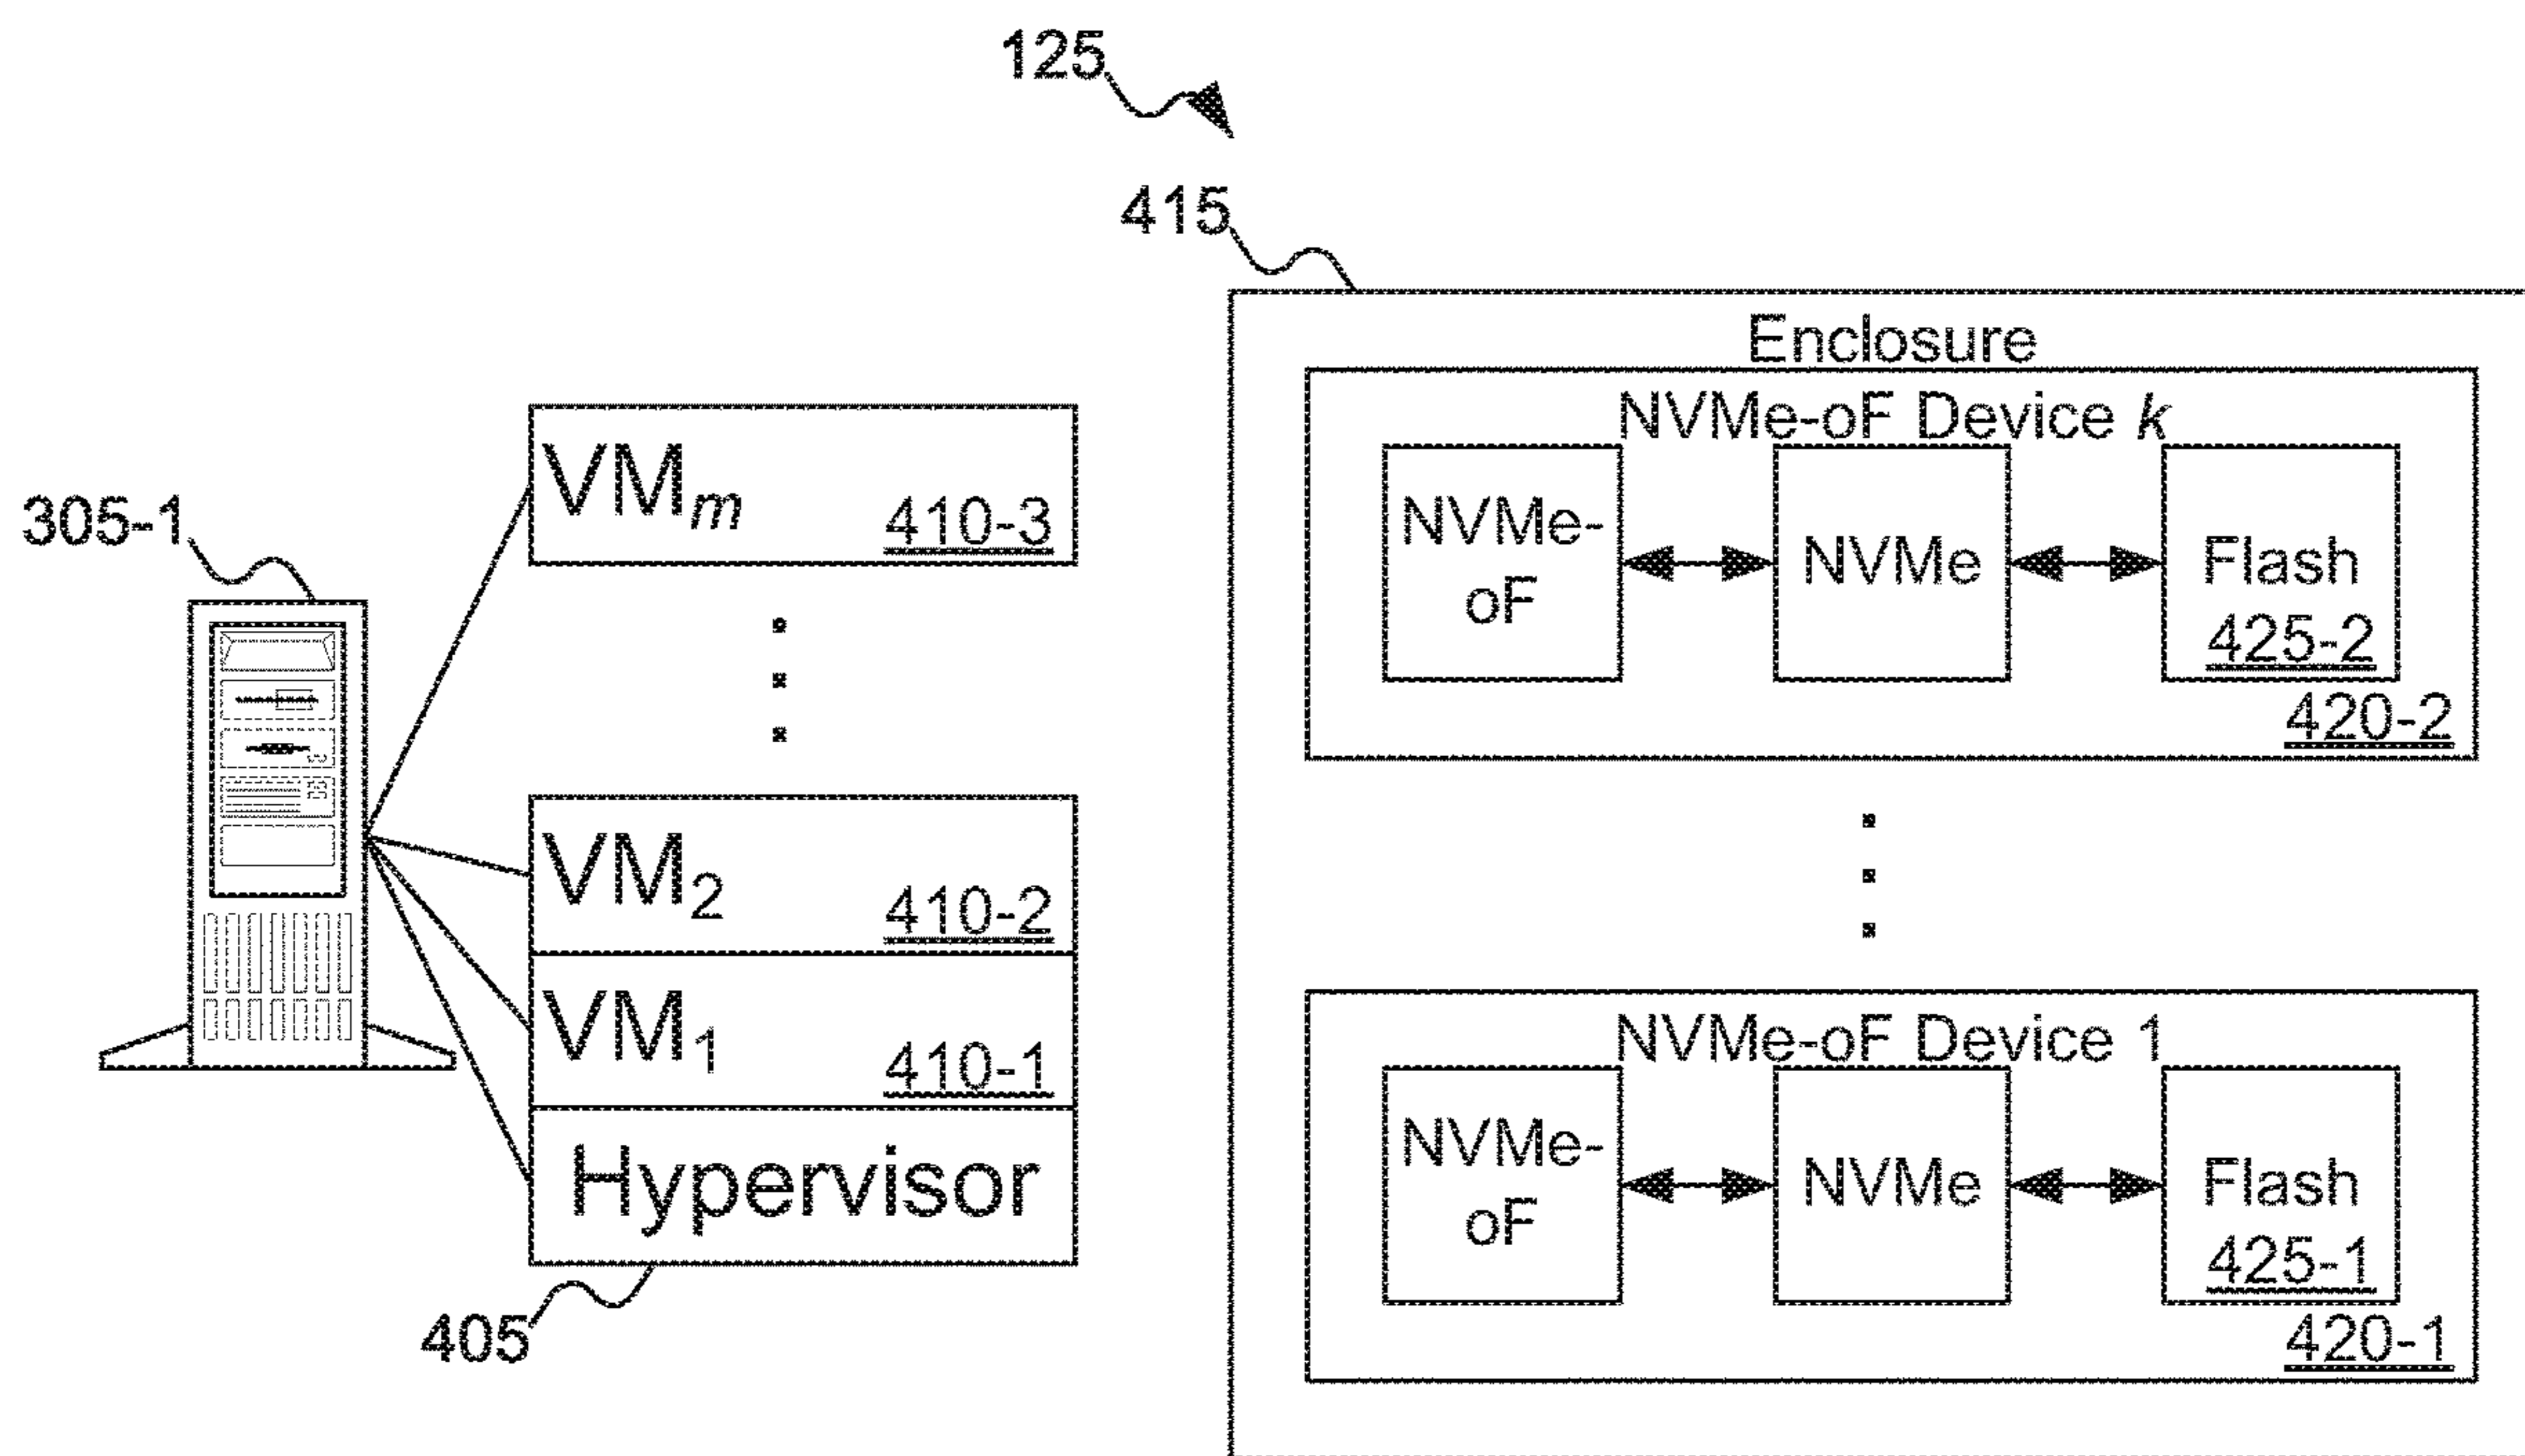 125
415
Enclosure
NVMe-oF Device k
NVMe-
oF
NVMe
Flash
425-2
420-2
VMm
410-3
305-1
VM2
410-2
VM1
410-1
Hypervisor
405
NVMe-oF Device 1
NVMe-
oF
NVMe
Flash
425-1
420-1